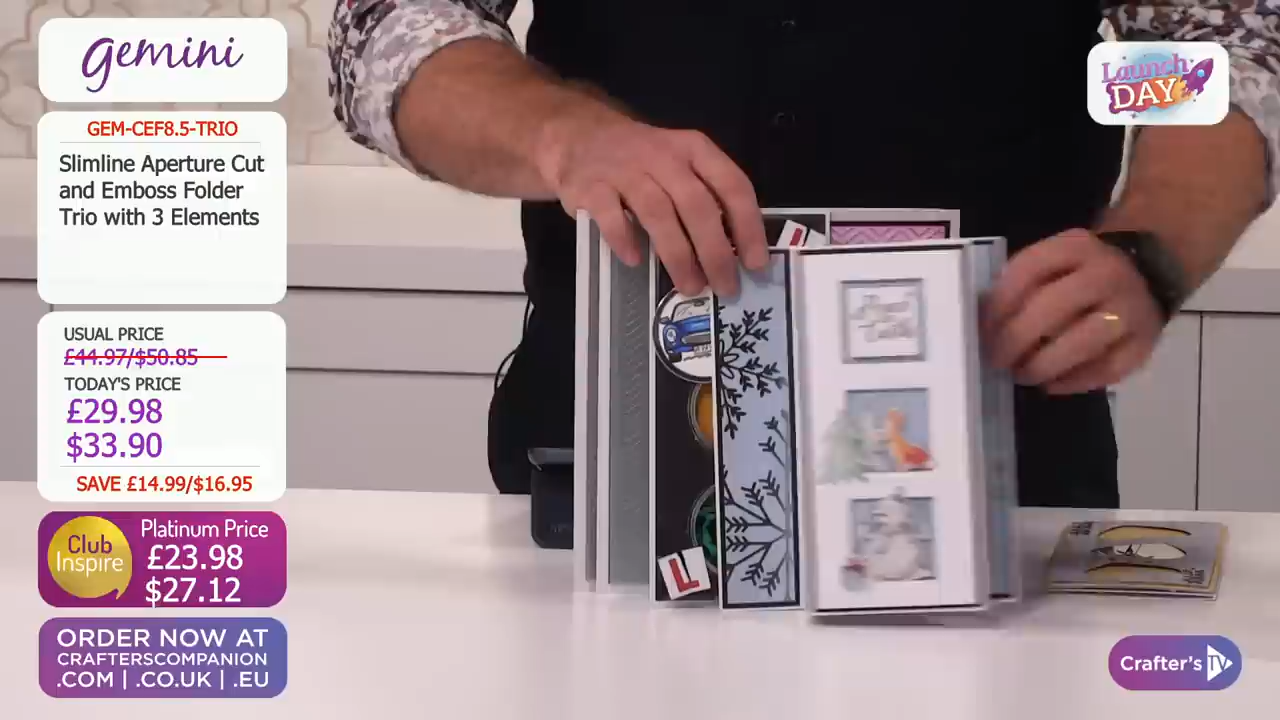 gemini
GEM-CEF8.5-TRIO
Slimline Aperture Cut
and Emboss Folder
Trio with 3 Elements
USUAL PRICE
£44.97/$50.85
TODAY'S PRICE
£29.98
$33.90
SAVE £14.99/$16.95
Club
Inspire
Platinum Price
£23.98
$27.12
ORDER NOW AT
CRAFTERSCOMPANION
.COM | .CO.UK | .EU
Launch
DAY
L
L
Crafter's TV